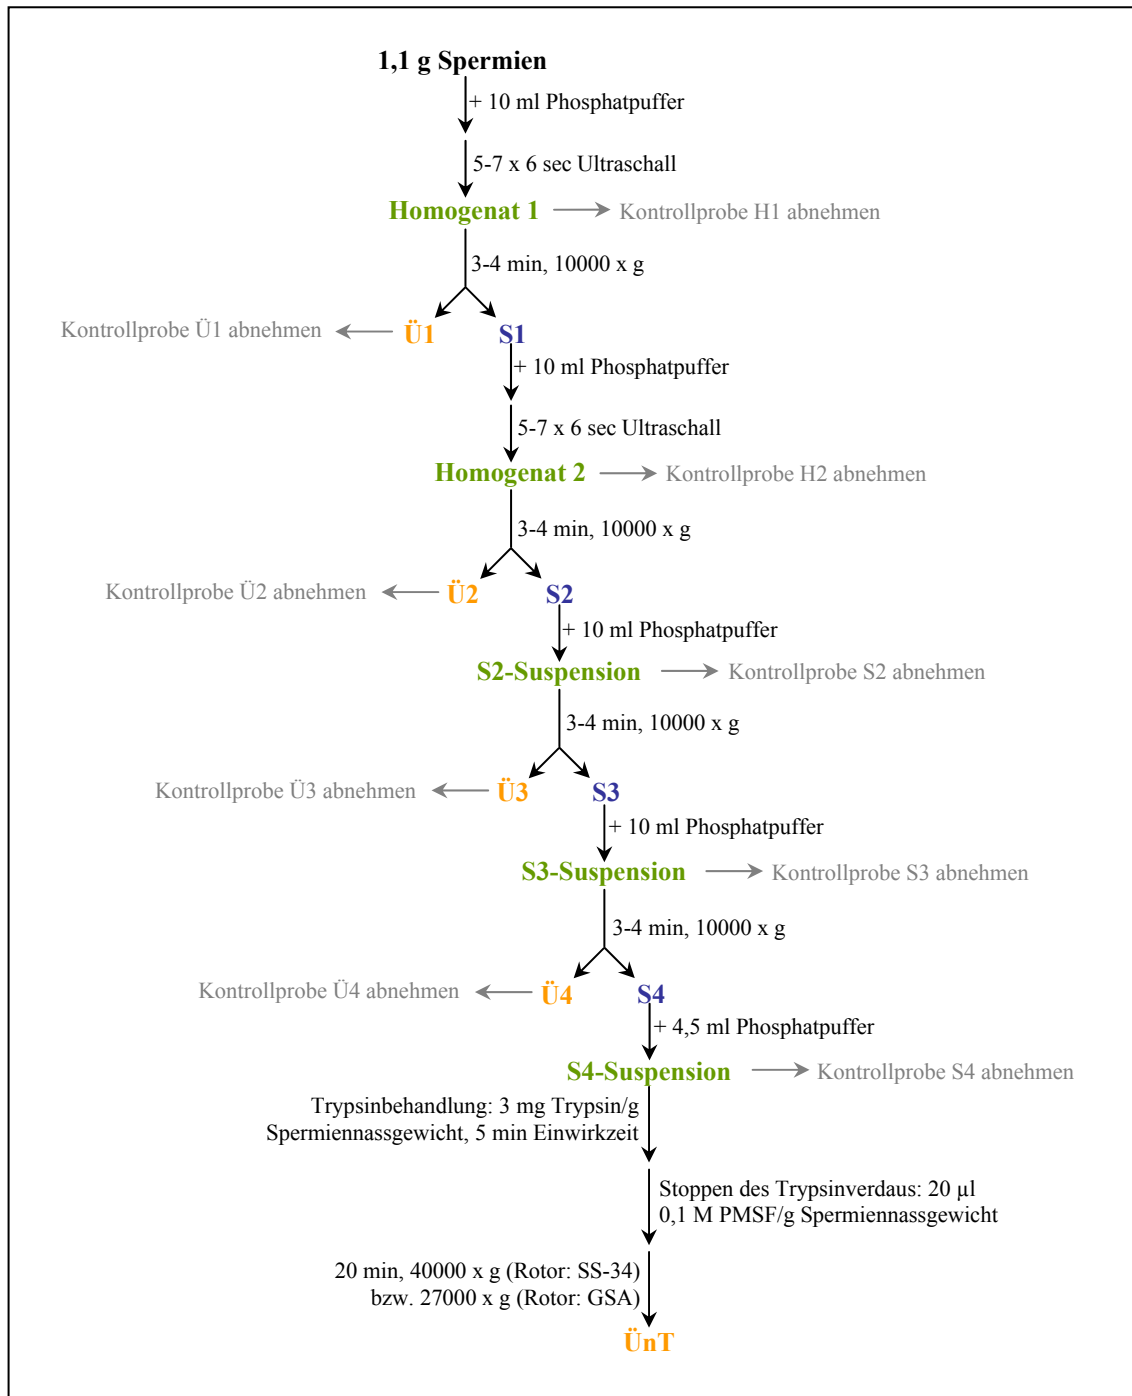 1,1 g Spermien
+ 10 ml Phosphatpuffer
5-7 x 6 sec Ultraschall
Homogenat 1
Kontrollprobe H1 abnehmen
3-4 min, 10000 x g
Kontrollprobe Ü1 abnehmen
Ü1
S1
+ 10 ml Phosphatpuffer
5-7 x 6 sec Ultraschall
Homogenat 2
Kontrollprobe H2 abnehmen
3-4 min, 10000 x g
Kontrollprobe Ü2 abnehmen
Ü2
S2
+ 10 ml Phosphatpuffer
S2-Suspension
Kontrollprobe S2 abnehmen
3-4 min, 10000 x g
Kontrollprobe Ü3 abnehmen
Ü3
S3
+ 10 ml Phosphatpuffer
S3-Suspension
Kontrollprobe S3 abnehmen
3-4 min, 10000 x g
Kontrollprobe Ü4 abnehmen
Ü4
S4
+ 4,5 ml Phosphatpuffer
S4-Suspension
Kontrollprobe S4 abnehmen
Trypsinbehandlung: 3 mg Trypsin/g
Spermiennassgewicht, 5 min Einwirkzeit
Stoppen des Trypsinverdaus: 20 µl
0,1 M PMSF/g Spermiennassgewicht
20 min, 40000 x g (Rotor: SS-34)
bzw. 27000 x g (Rotor: GSA)
ÜnT